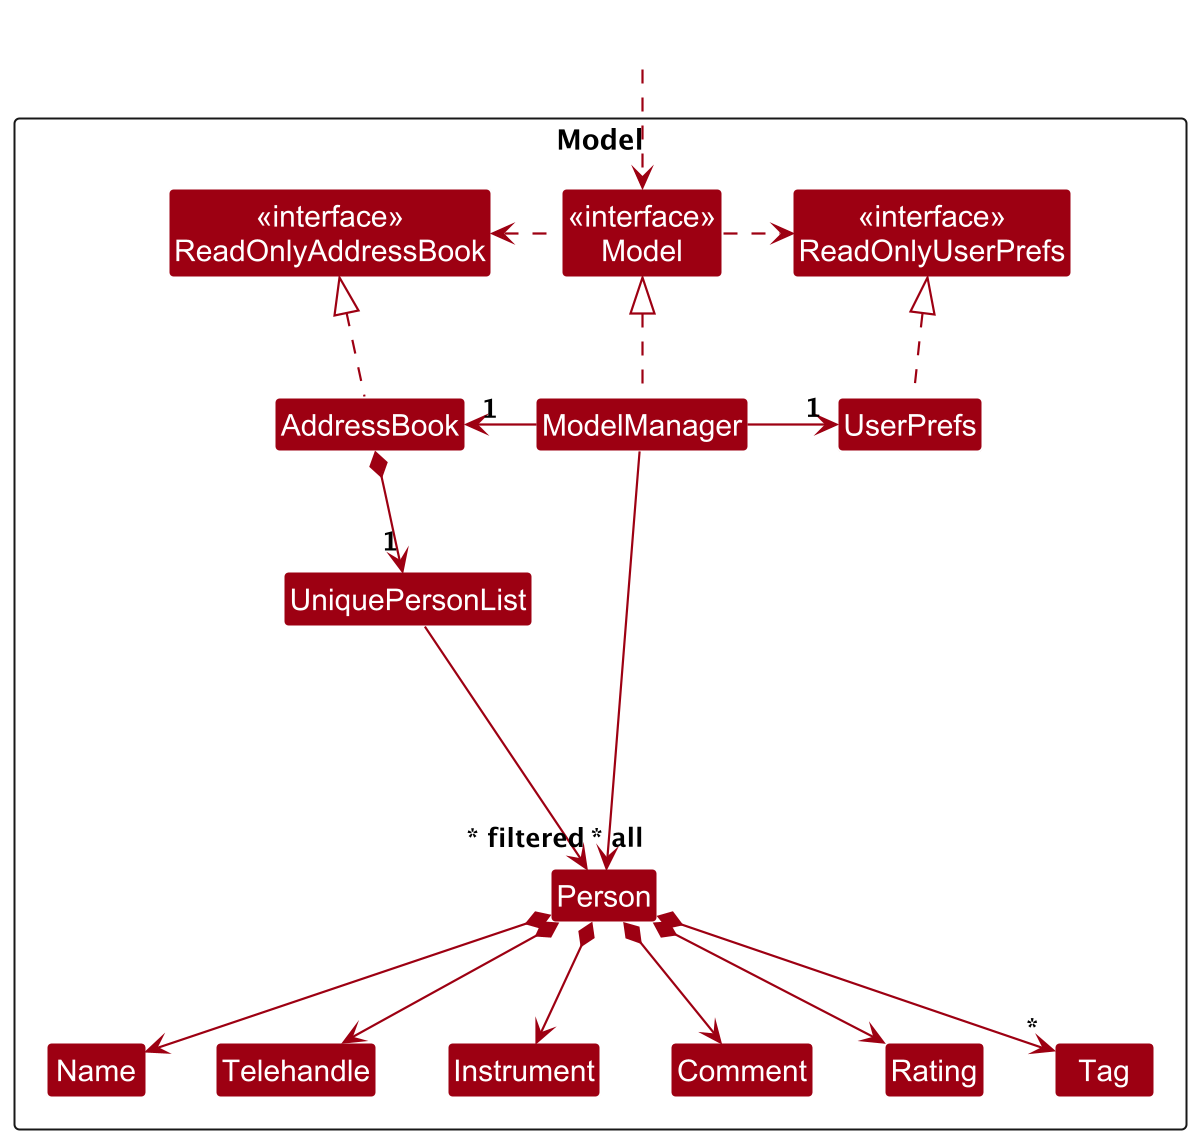 Model
«interface»
ReadOnlyAddressBook
«interface»
Model
«interface»
ReadOnlyUserPrefs
AddressBook
1
ModelManager
1
UserPrefs
1
UniquePersonList
* filtered
* all
Person
*
Name
Telehandle
Instrument
Comment
Rating
Tag